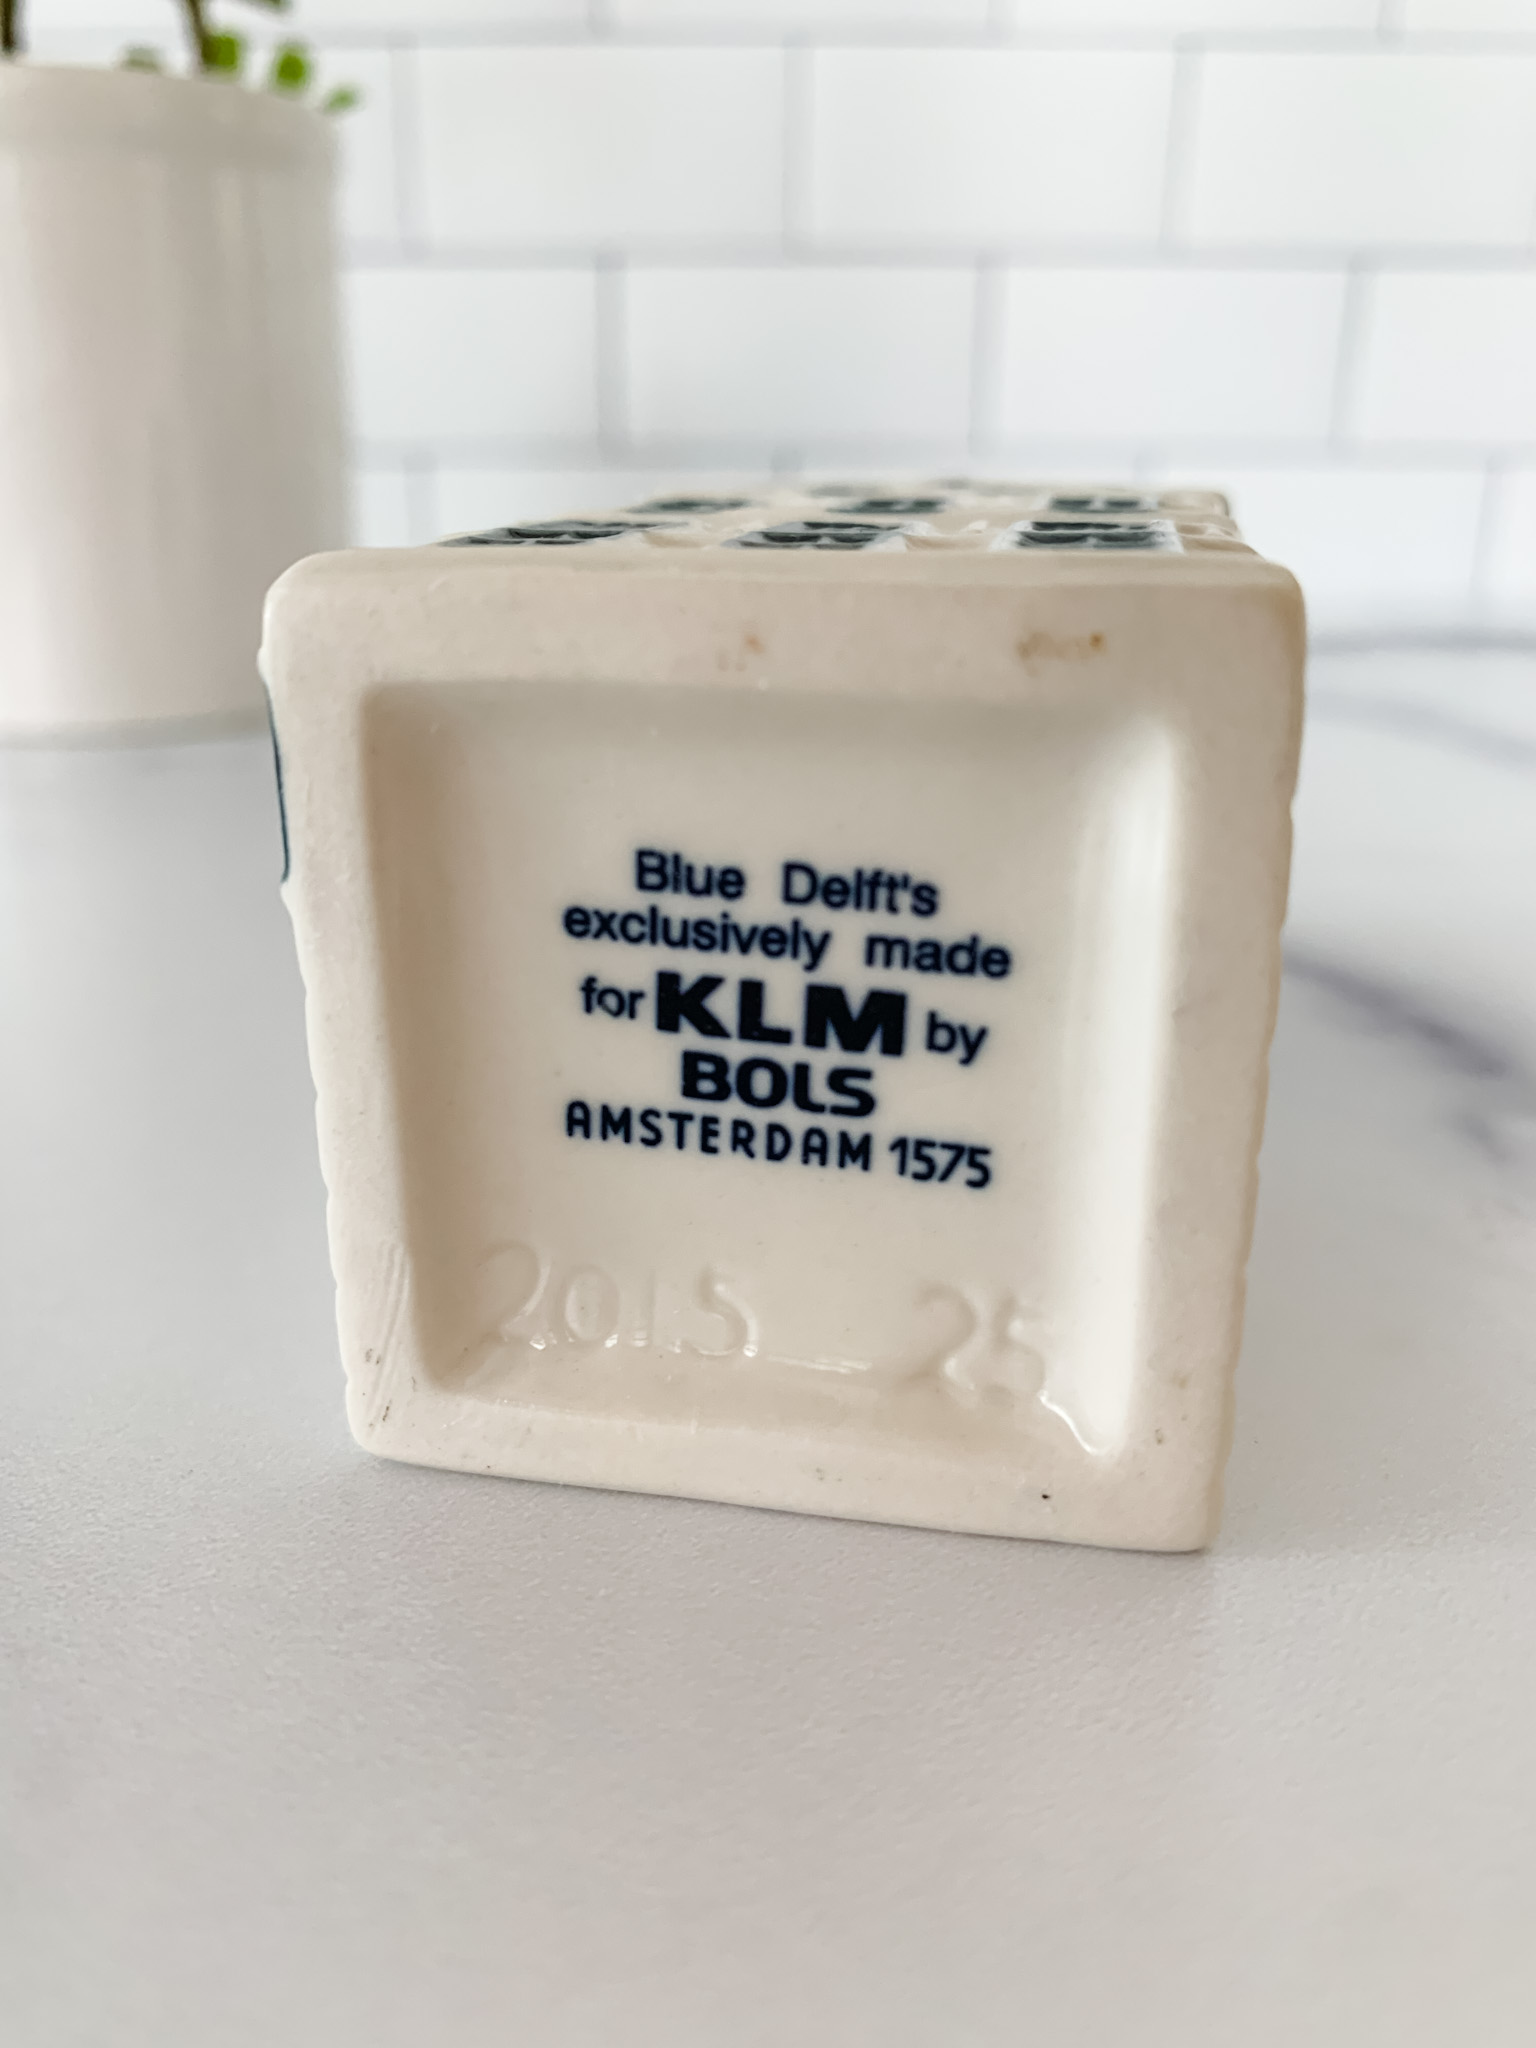 Blue Delft's
exclusively made
for KLM by
BOLS
AMSTERDAM 1575
2015 25